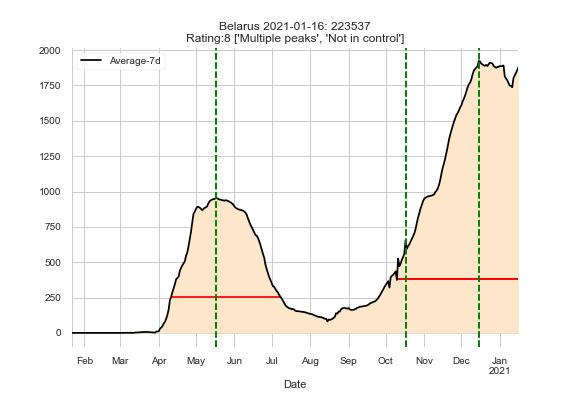 Belarus 2021-01-16: 223537
Rating:8 ['Multiple peaks', 'Not in control']
Average-7d
2000
1750
1500
1250
1000
750
500
250
0
Feb Mar Apr May Jun Jul Aug Sep Oct Nov Dec Jan
2021
Date